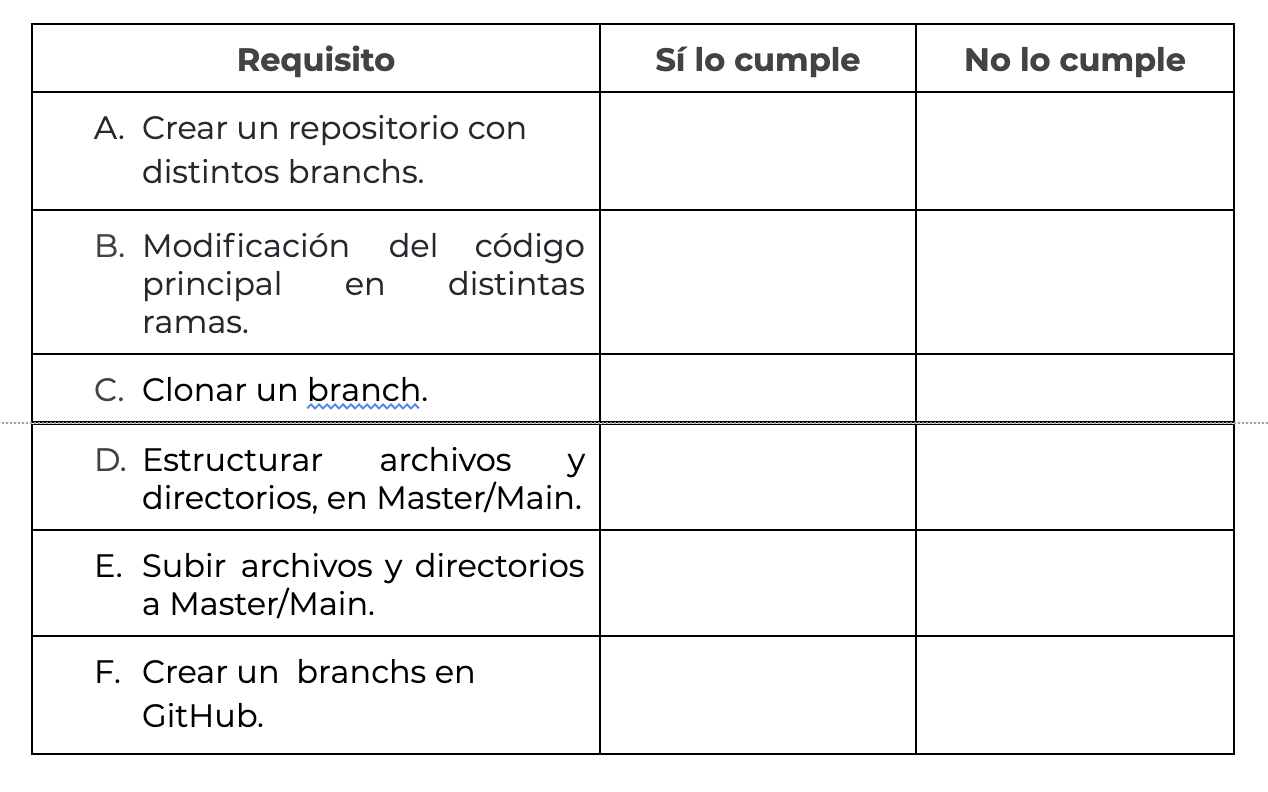 Requisito Sí lo cumple No lo cumple
A. Crear un repositorio con
distintos branchs.
B. Modificación del código
principal en distintas
ramas.
C. Clonar un branch.
D. Estructurar archivos y
directorios, en Master/Main.
E. Subir archivos y directorios
a Master/Main.
F. Crear un branchs en
GitHub.